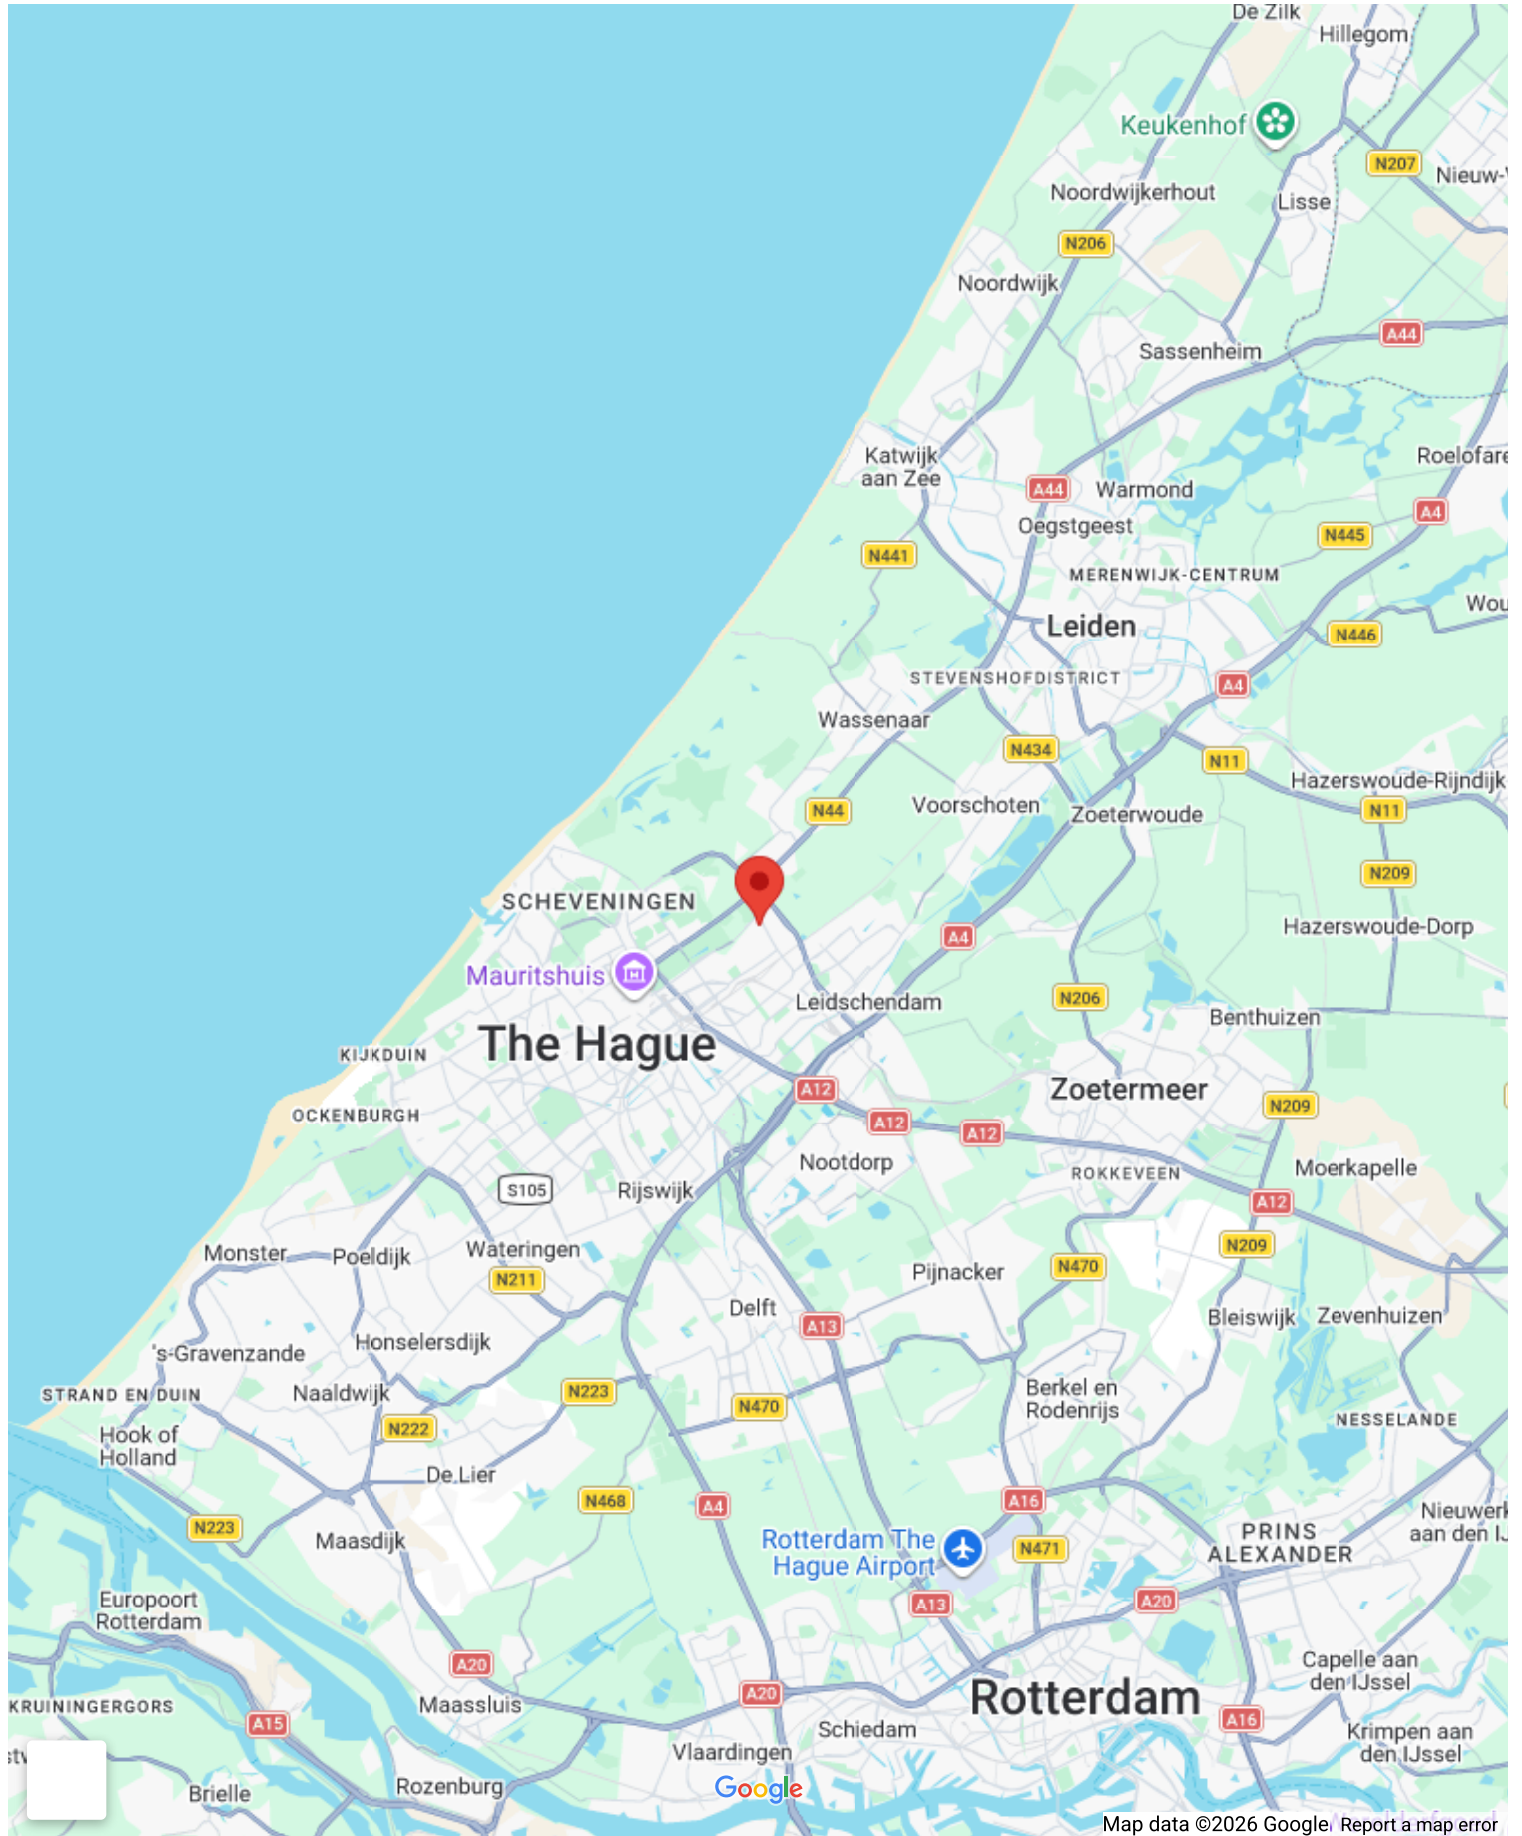 De Zilk
Hillegom
Keukenhof
N207
Nieuw-
Noordwijkerhout
Lisse
N206
Noordwijk
A44
Sassenheim
Katwijk
aan Zee
Roelofare
A44
Warmond
A4
Oegstgeest
N445
N441
MERENWIJK-CENTRUM
Wou
Leiden
N446
STEVENSHOFDISTRICT
A4
Wassenaar
N434
N11
Hazerswoude-Rijndijk
Voorschoten
N44
Zoeterwoude
N11
N209
SCHEVENINGEN
Hazerswoude-Dorp
A4
Mauritshuis
N206
Leidschendam
Benthuizen
The Hague
KIJKDUIN
A12
Zoetermeer
N209
OCKENBURGH
A12
A12
Nootdorp
Moerkapelle
ROKKEVEEN
S105
Rijswijk
A12
Monster
Poeldijk
Wateringen
N209
N470
Pijnacker
N211
Delft
Bleiswijk
Zevenhuizen
A13
Honselersdijk
's-Gravenzande
STRAND EN DUIN
Naaldwijk
N223
Berkel en
Rodenrijs
N470
NESSELANDE
N222
Hook of
Holland
De Lier
N468
A4
A16
N223
Maasdijk
Nieuwerk
aan den IJ
PRINS
ALEXANDER
Rotterdam The
Hague Airport
N471
Europoort
Rotterdam
A13
A20
A20
Capelle aan
den IJssel
KRUININGERGORS
Maassluis
A20
Rotterdam
A15
A16
Schiedam
Krimpen aan
den IJssel
Vlaardingen
Brielle
Rozenburg
Google
Map data ©2026 Google
Report a map error